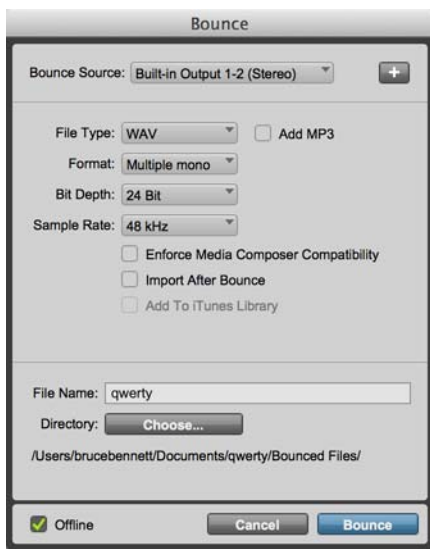 Bounce
Bounce Source: Built-in Output 1-2 (Stereo) +
File Type: WAV Add MP3
Format: Multiple mono
Bit Depth: 24 Bit
Sample Rate: 48 kHz
Enforce Media Composer Compatibility
Import After Bounce
Add To iTunes Library
File Name: qwerty
Directory: Choose...
/Users/brucebennett/Documents/qwerty/Bounced Files/
Offline Cancel Bounce